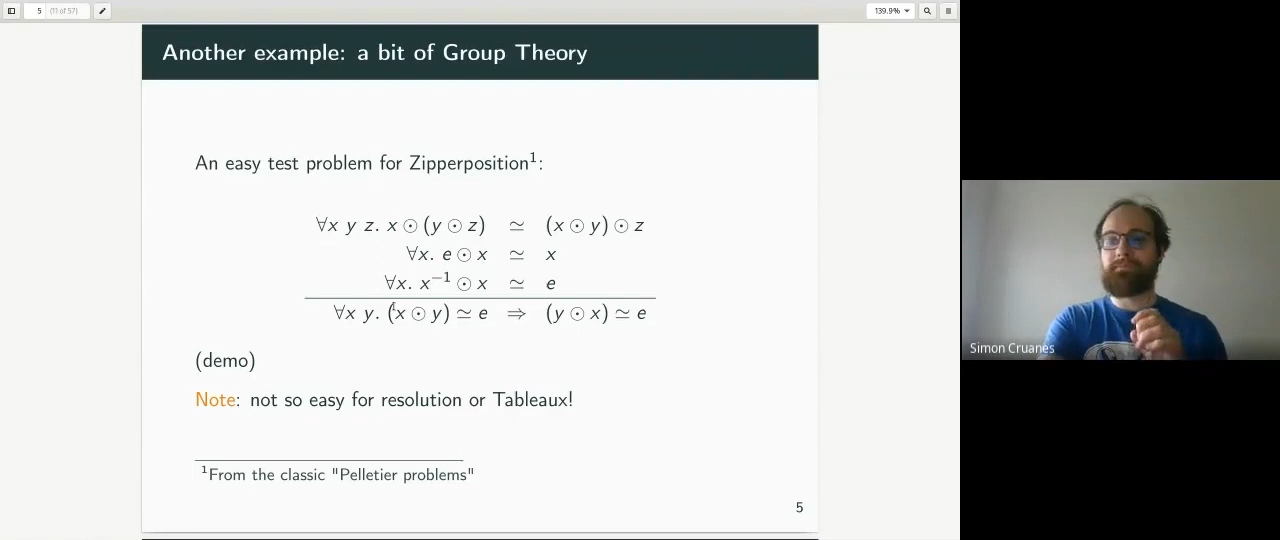 5 (11 of 57) 139.9%
Another example: a bit of Group Theory
An easy test problem for Zipperposition¹:
∀x y z. x ⊙ (y ⊙ z) ≃ (x ⊙ y) ⊙ z
∀x. e ⊙ x ≃ x
∀x. x⁻¹ ⊙ x ≃ e
∀x y. (x ⊙ y) ≃ e ⇒ (y ⊙ x) ≃ e
(demo)
Note: not so easy for resolution or Tableaux!
¹From the classic "Pelletier problems"
5
Simon Cruanes